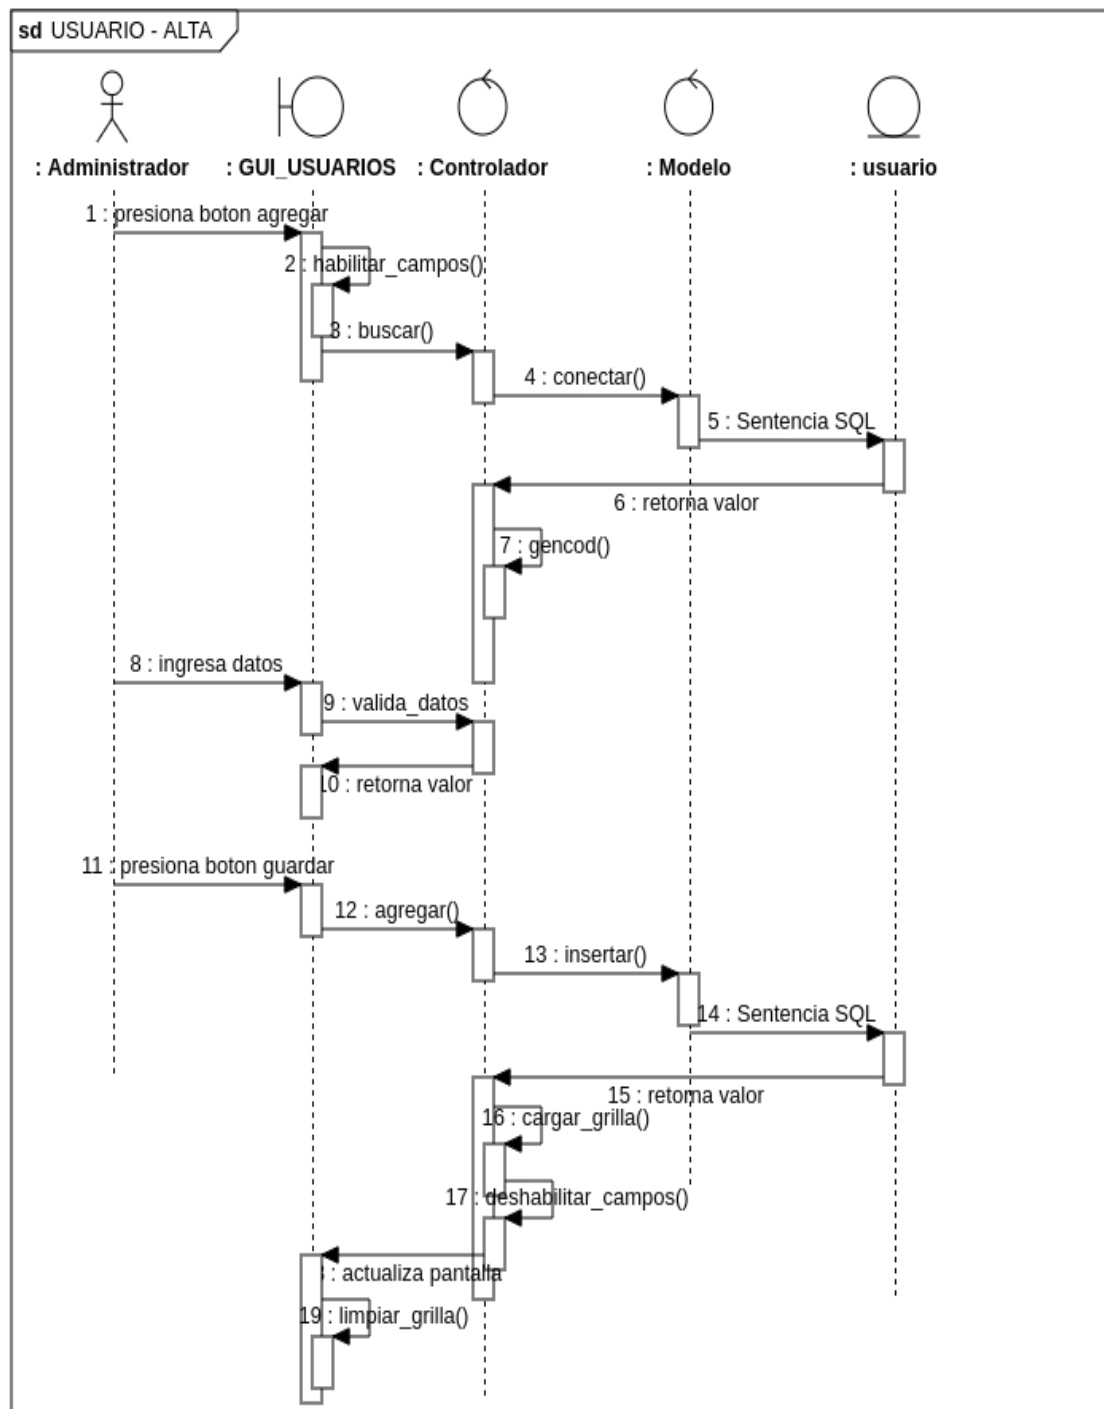 sd USUARIO - ALTA
: Administrador
: GUI_USUARIOS
: Controlador
: Modelo
: usuario
1 : presiona boton agregar
2 : habilitar_campos()
3 : buscar()
4 : conectar()
5 : Sentencia SQL
6 : retorna valor
7 : gencod()
8 : ingresa datos
9 : valida_datos
10 : retorna valor
11 : presiona boton guardar
12 : agregar()
13 : insertar()
14 : Sentencia SQL
15 : retorna valor
16 : cargar_grilla()
17 : deshabilitar_campos()
: actualiza pantalla
19 : limpiar_grilla()